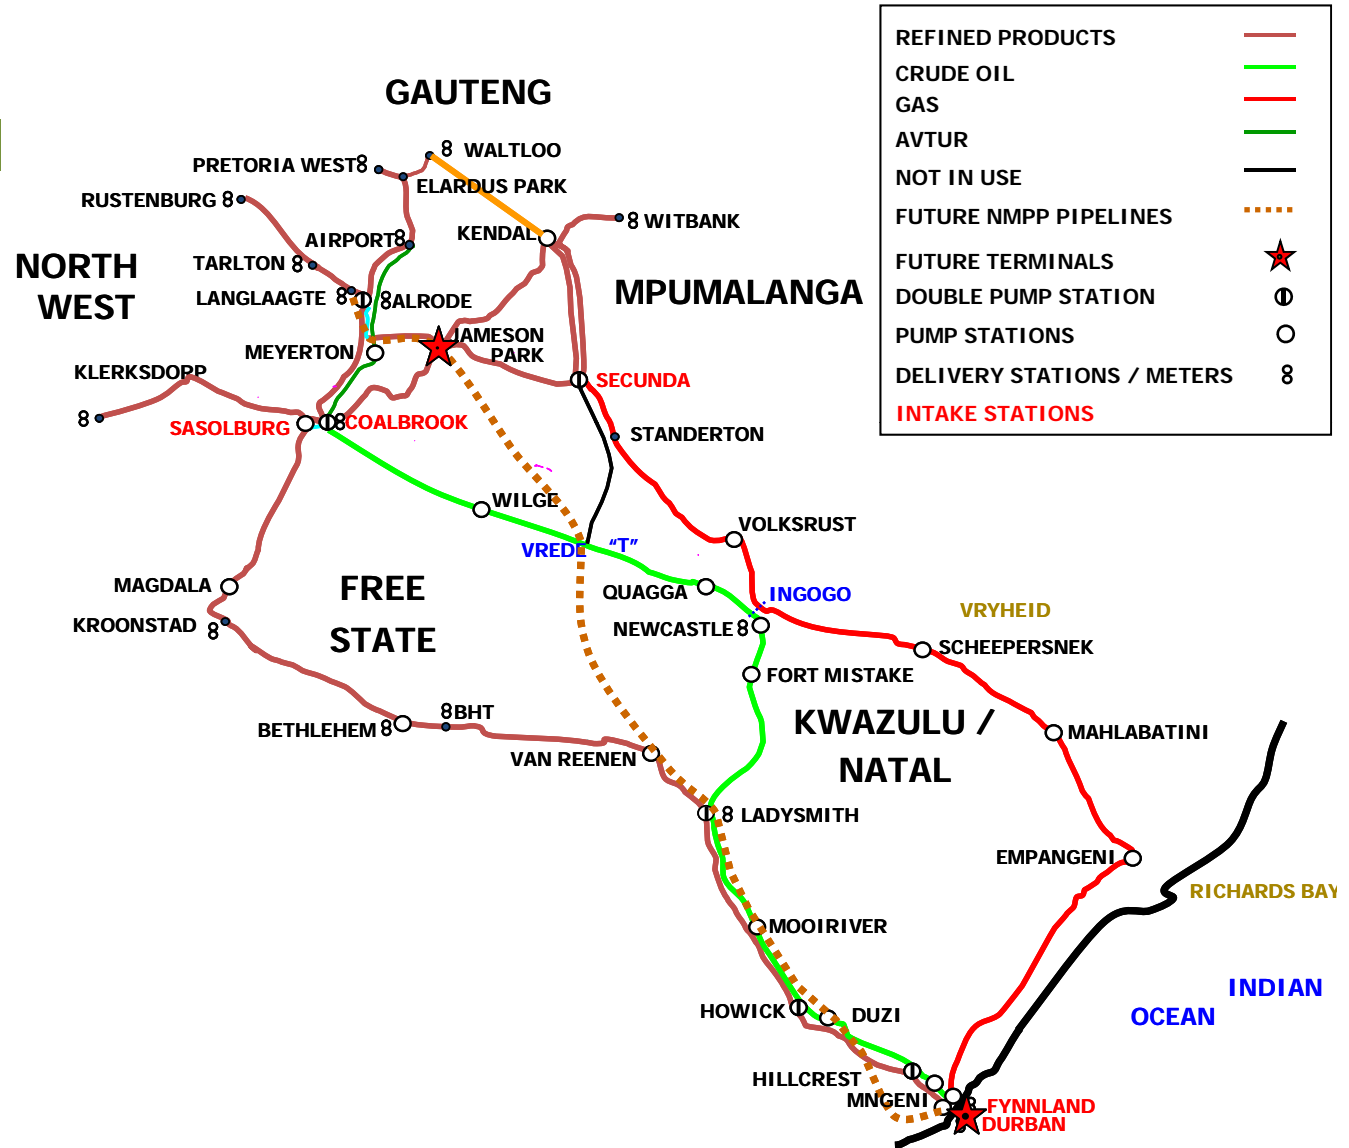 REFINED PRODUCTS
CRUDE OIL
GAS
AVTUR
NOT IN USE
FUTURE NMPP PIPELINES
FUTURE TERMINALS
DOUBLE PUMP STATION
PUMP STATIONS
DELIVERY STATIONS / METERS
INTAKE STATIONS
GAUTENG
WALTLOO
PRETORIA WEST
ELARDUS PARK
RUSTENBURG
WITBANK
KENDAL
AIRPORT
NORTH
WEST
TARLTON
MPUMALANGA
LANGLAAGTE
ALRODE
JAMESON
PARK
MEYERTON
KLERKSDORP
SECUNDA
SASOLBURG
COALBROOK
STANDERTON
WILGE
VOLKSRUST
VREDE "T"
MAGDALA
FREE
STATE
QUAGGA
INGOGO
VRYHEID
KROONSTAD
NEWCASTLE
SCHEEPERSNEK
FORT MISTAKE
BHT
BETHLEHEM
KWAZULU /
NATAL
MAHLABATINI
VAN REENEN
LADYSMITH
EMPANGENI
RICHARDS BAY
MOOIRIVER
INDIAN
OCEAN
HOWICK
DUZI
HILLCREST
MNGENI
FYNNLAND
DURBAN